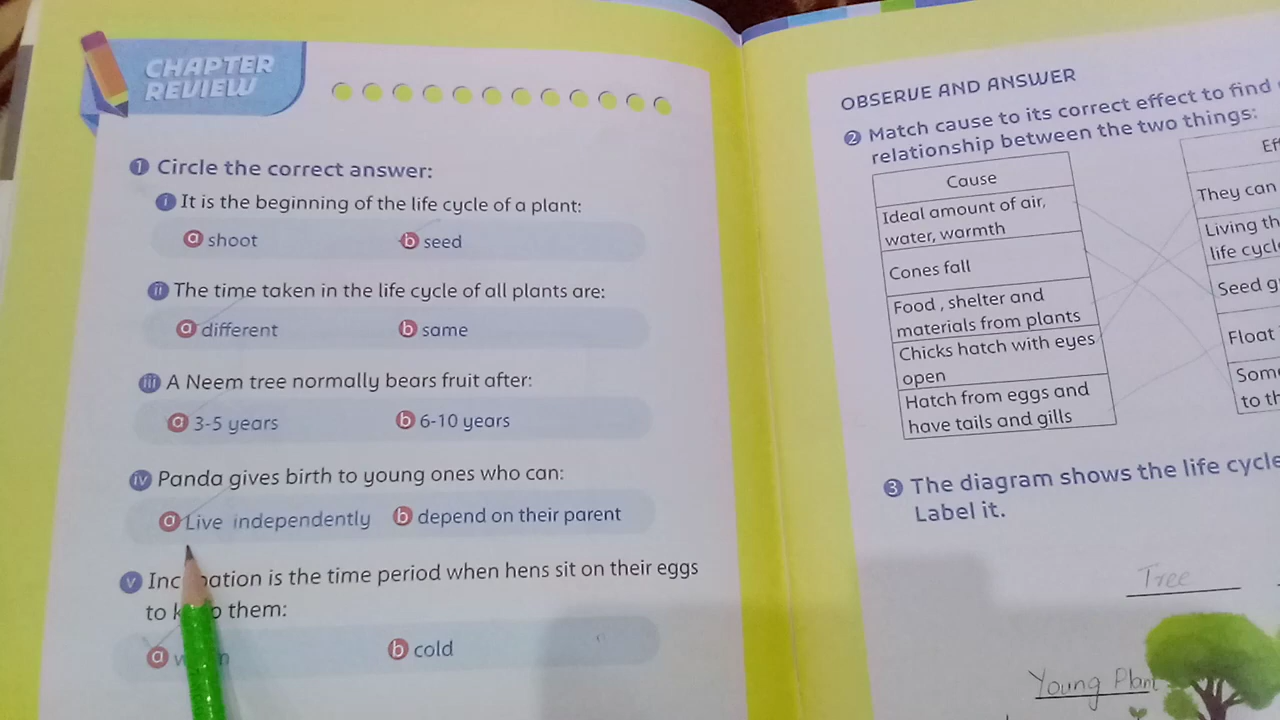 CHAPTER
REVIEW
1 Circle the correct answer:
i It is the beginning of the life cycle of a plant:
a shoot b seed
ii The time taken in the life cycle of all plants are:
a different b same
iii A Neem tree normally bears fruit after:
a 3-5 years b 6-10 years
iv Panda gives birth to young ones who can:
a Live independently b depend on their parent
v is the time period when hens sit on their eggs
to them:
a b cold
OBSERVE AND ANSWER
2 Match cause to its correct effect to find
relationship between the two things:
Cause
Ideal amount of air,
water, warmth
Cones fall
Food , shelter and
materials from plants
Chicks hatch with eyes
open
Hatch from eggs and
have tails and gills
They can
Living
life
Seed
Float
to
3 The diagram shows the life cycle
Label it.
Tree
Young Plant